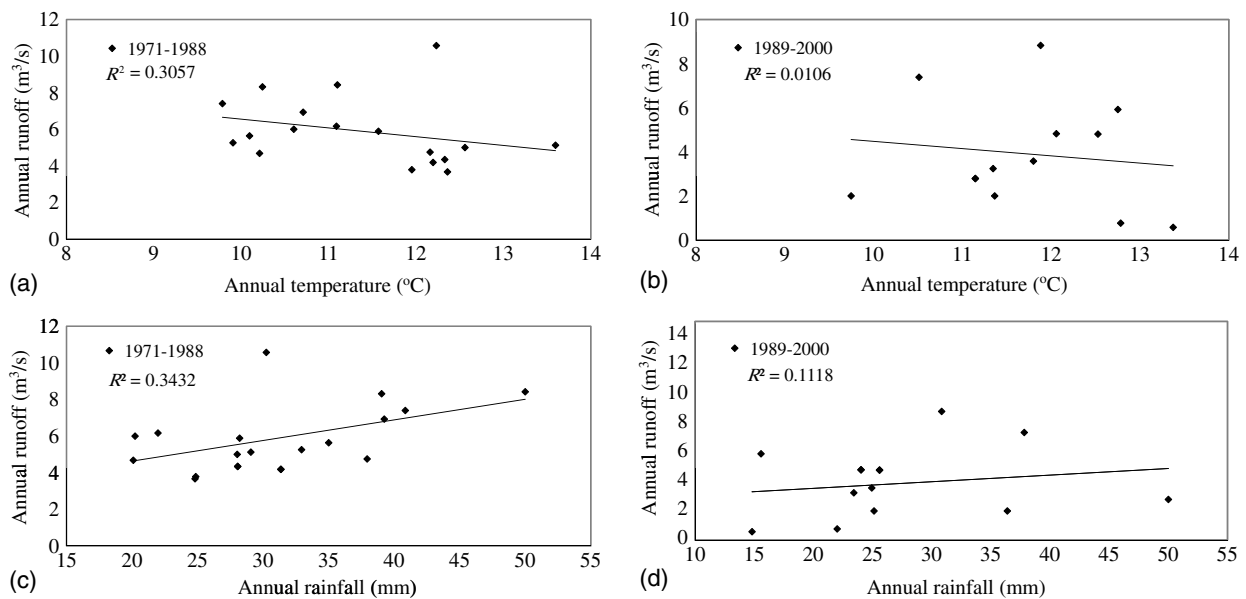 12
10
8
6
4
2
0
Annual runoff (m³/s)
1971-1988
R² = 0.3057
8 9 10 11 12 13 14
Annual temperature (°C)
(a)
10
8
6
4
2
0
Annual runoff (m³/s)
1989-2000
R² = 0.0106
8 9 10 11 12 13 14
Annual temperature (°C)
(b)
12
10
8
6
4
2
0
Annual runoff (m³/s)
1971-1988
R² = 0.3432
15 20 25 30 35 40 45 50 55
Annual rainfall (mm)
(c)
14
12
10
8
6
4
2
0
Annual runoff (m³/s)
1989-2000
R² = 0.1118
10 15 20 25 30 35 40 45 50 55
Annual rainfall (mm)
(d)